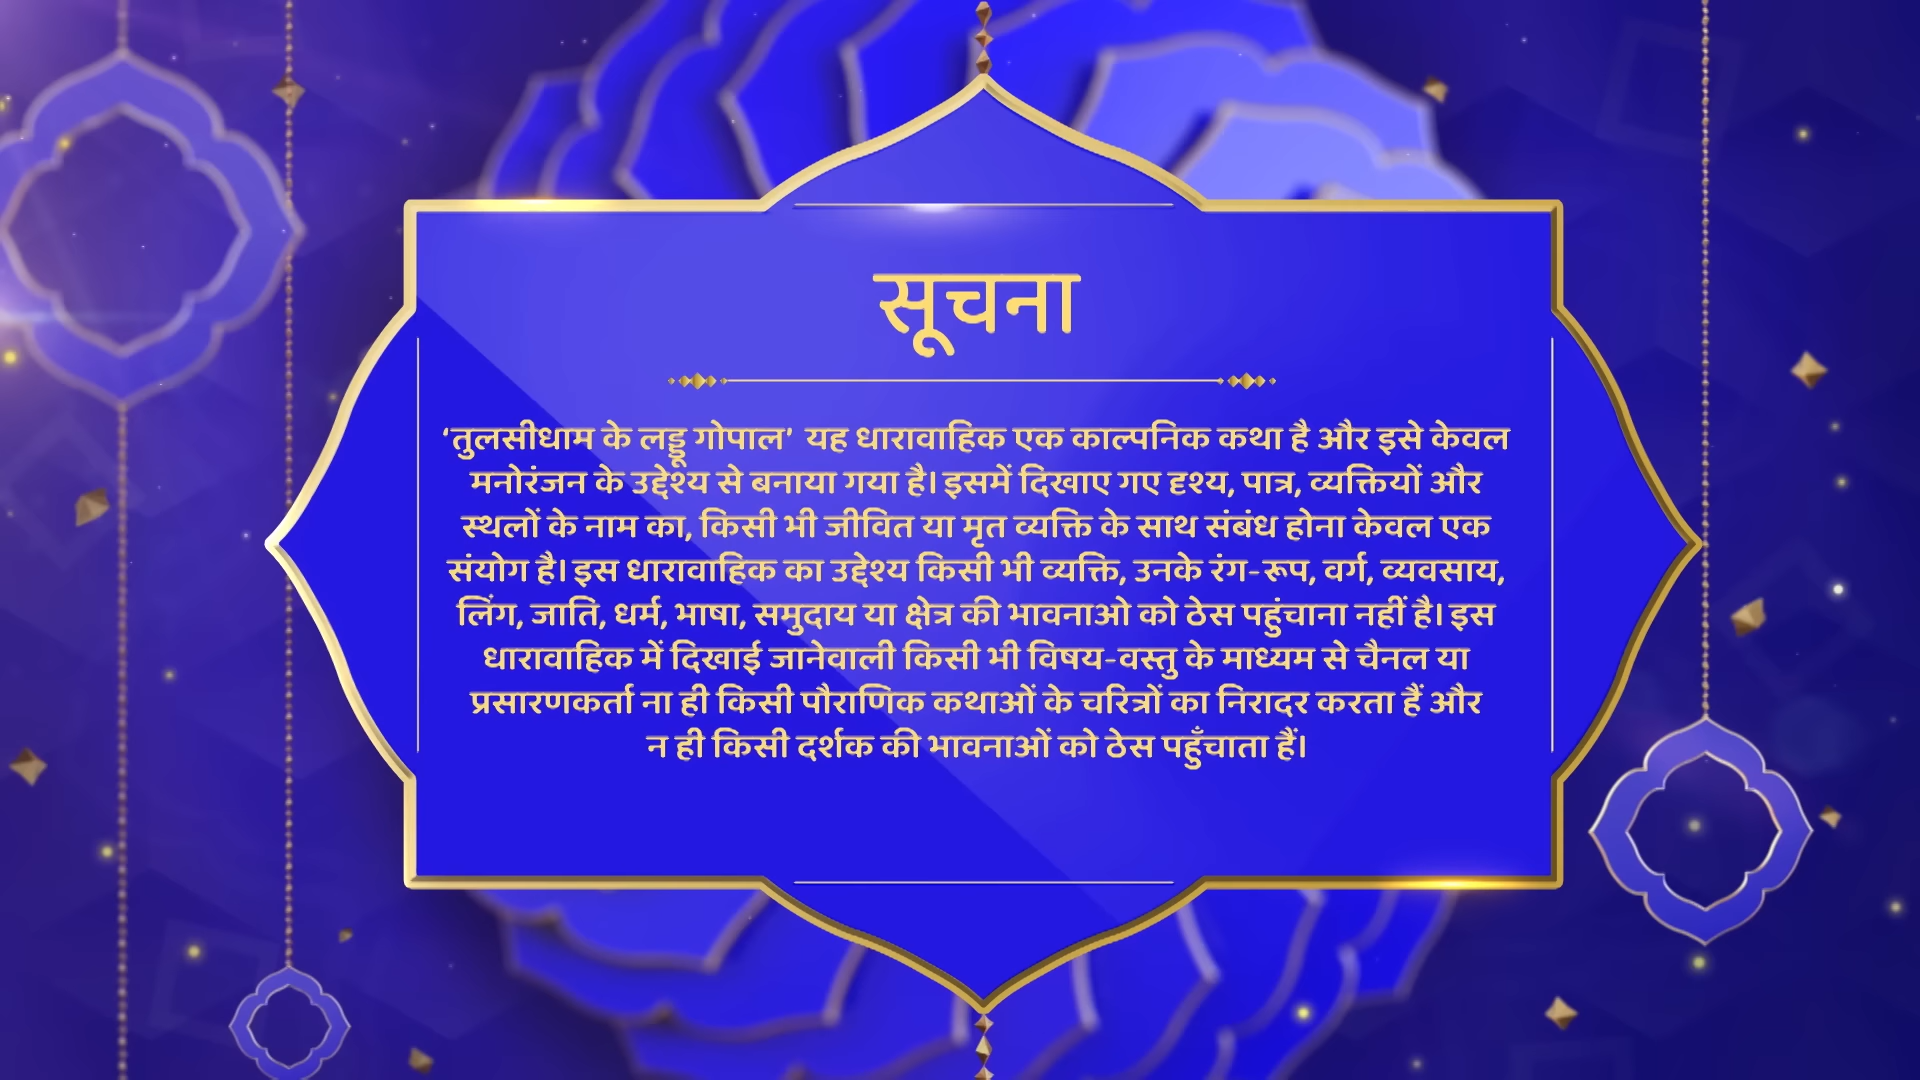 सूचना
‘तुलसीधाम के लड्डू गोपाल’ यह धारावाहिक एक काल्पनिक कथा है और इसे केवल
मनोरंजन के उद्देश्य से बनाया गया है। इसमें दिखाए गए दृश्य, पात्र, व्यक्तियों और
स्थलों के नाम का, किसी भी जीवित या मृत व्यक्ति के साथ संबंध होना केवल एक
संयोग है। इस धारावाहिक का उद्देश्य किसी भी व्यक्ति, उनके रंग-रूप, वर्ग, व्यवसाय,
लिंग, जाति, धर्म, भाषा, समुदाय या क्षेत्र की भावनाओ को ठेस पहुंचाना नहीं है। इस
धारावाहिक में दिखाई जानेवाली किसी भी विषय-वस्तु के माध्यम से चैनल या
प्रसारणकर्ता ना ही किसी पौराणिक कथाओं के चरित्रों का निरादर करता हैं और
न ही किसी दर्शक की भावनाओं को ठेस पहुँचाता हैं।